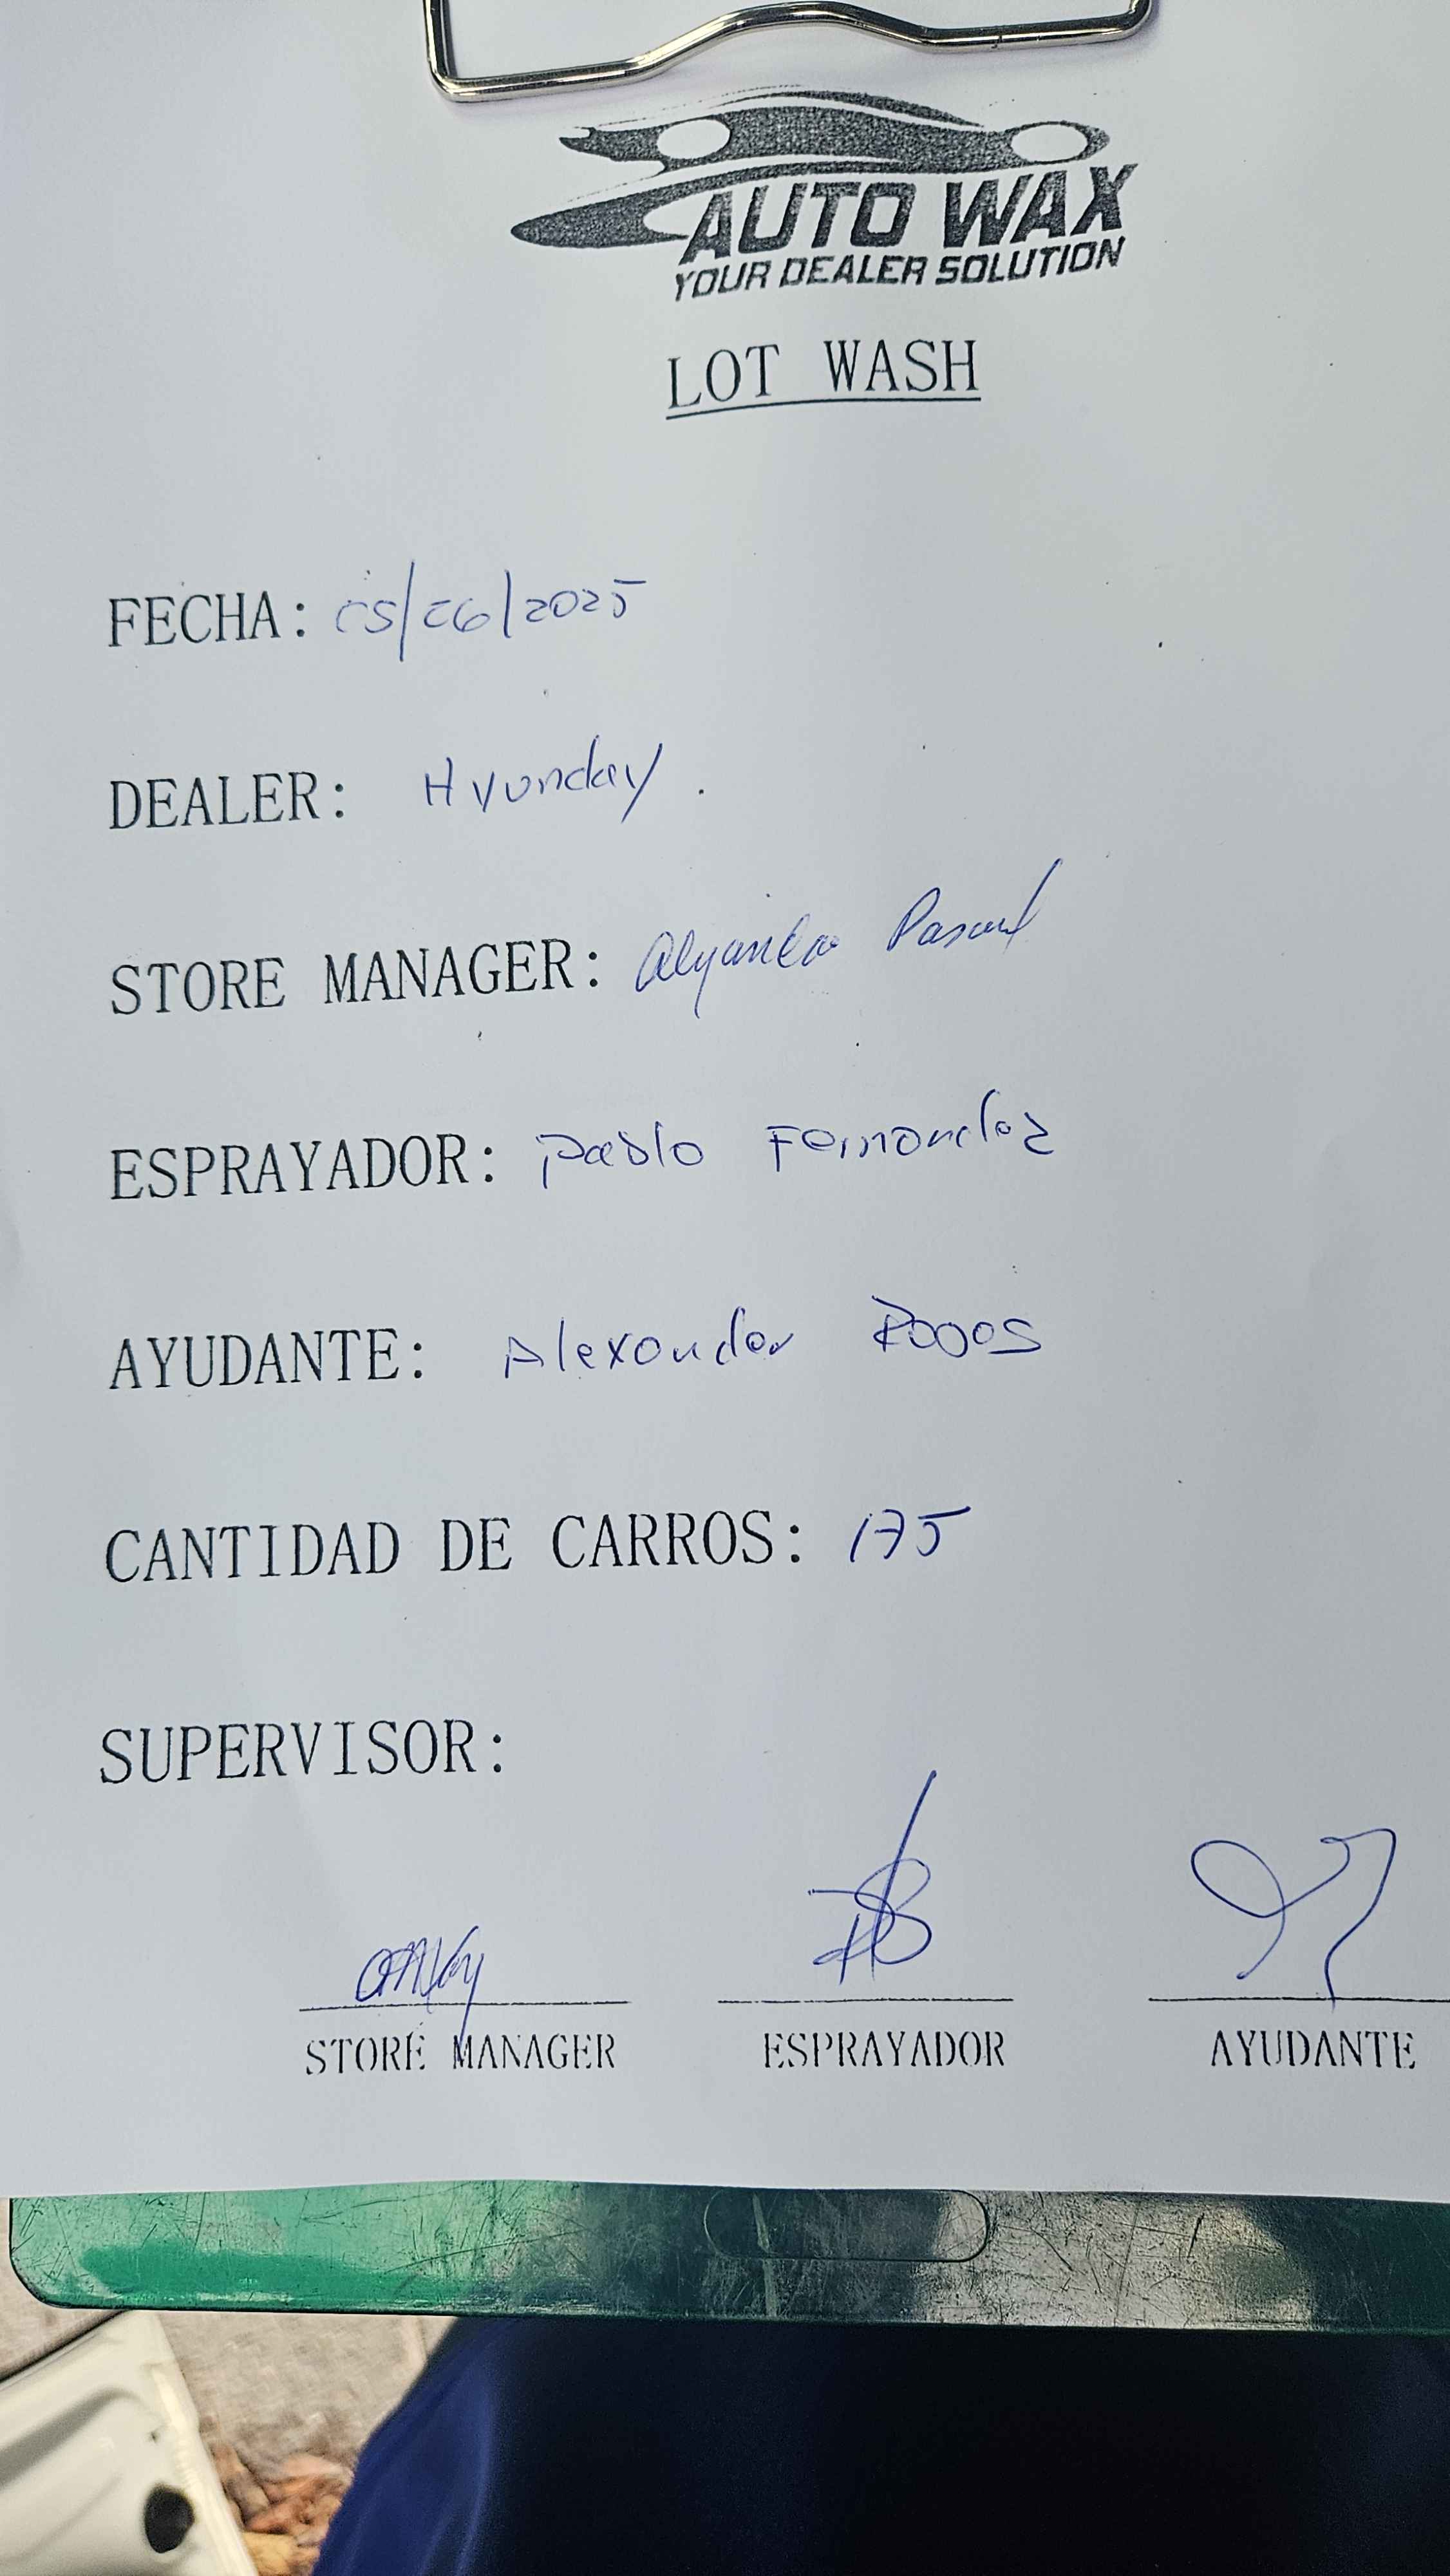 AUTO WAX
YOUR DEALER SOLUTION
LOT WASH
FECHA: 05/06/2025
DEALER: Hyunday.
STORE MANAGER: Alejandro
ESPRAYADOR: Pablo Fernandez
AYUDANTE: Alexander
CANTIDAD DE CARROS: 175
SUPERVISOR:
STORE MANAGER ESPRAYADOR AYUDANTE